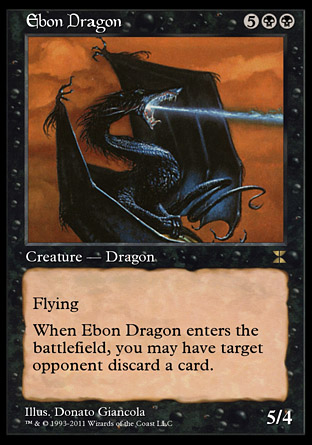 Ebon Dragon 5
Creature — Dragon
Flying
When Ebon Dragon enters the
battlefield, you may have target
opponent discard a card.
Illus. Donato Giancola
5/4
™ & © 1993-2011 Wizards of the Coast LLC